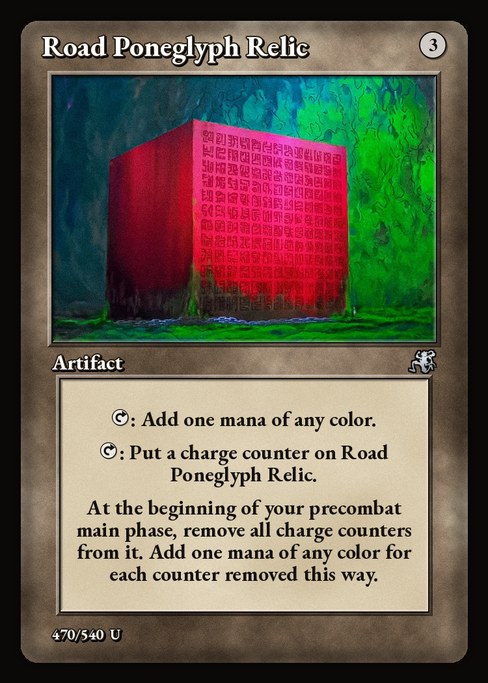 Road Poneglyph Relic
3
Artifact
: Add one mana of any color.
: Put a charge counter on Road
Poneglyph Relic.
At the beginning of your precombat
main phase, remove all charge counters
from it. Add one mana of any color for
each counter removed this way.
470/540 U